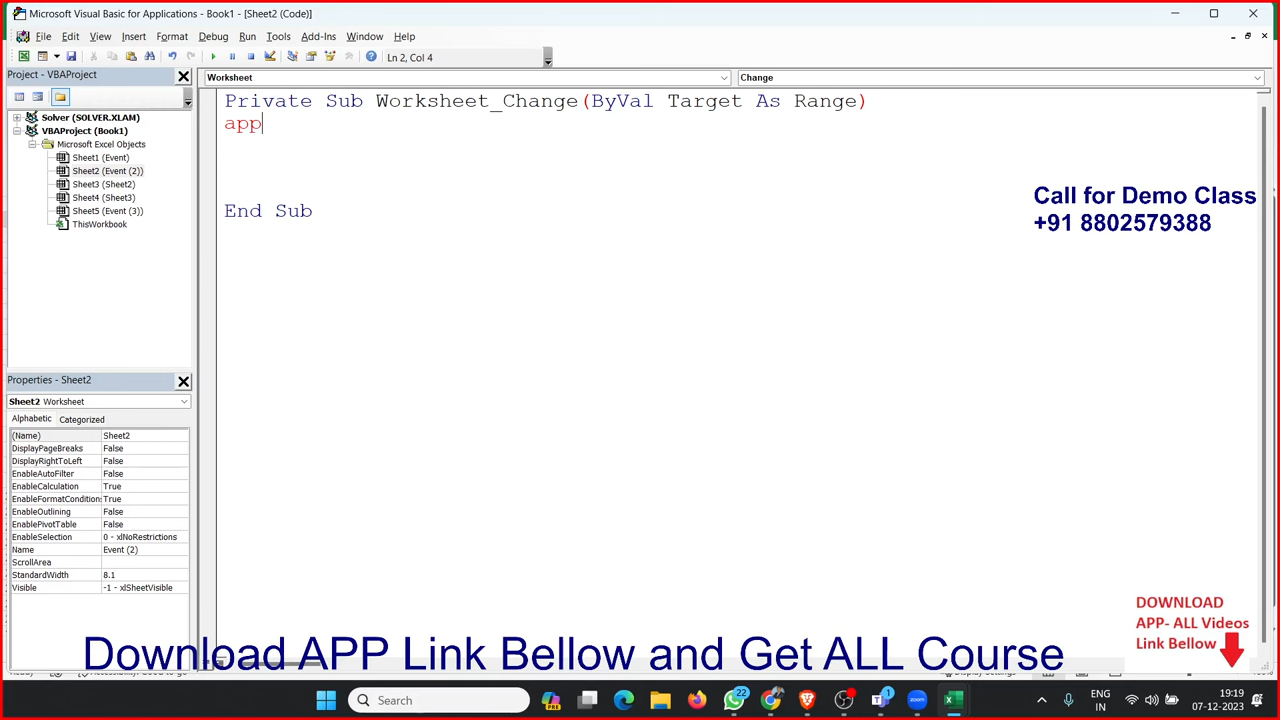 Microsoft Visual Basic for Applications - Book1 - [Sheet2 (Code)]
File Edit View Insert Format Debug Run Tools Add-Ins Window Help
Ln 2, Col 4
Project - VBAProject
Worksheet
Change
Solver (SOLVER.XLAM)
VBAProject (Book1)
Microsoft Excel Objects
Sheet1 (Event)
Sheet2 (Event (2))
Sheet3 (Sheet2)
Sheet4 (Sheet3)
Sheet5 (Event (3))
ThisWorkbook
Private Sub Worksheet_Change(ByVal Target As Range)
app
End Sub
Call for Demo Class
+91 8802579388
Properties - Sheet2
Sheet2 Worksheet
Alphabetic Categorized
(Name) Sheet2
DisplayPageBreaks False
DisplayRightToLeft False
EnableAutoFilter False
EnableCalculation True
EnableFormatCondition: True
EnableOutlining False
EnablePivotTable False
EnableSelection 0 - xlNoRestrictions
Name Event (2)
ScrollArea
StandardWidth 8.1
Visible -1 - xlSheetVisible
DOWNLOAD
APP- ALL Videos
Link Bellow
Download APP Link Bellow and Get ALL Course
Search
PRE
22
1
ENG
IN
19:19
07-12-2023